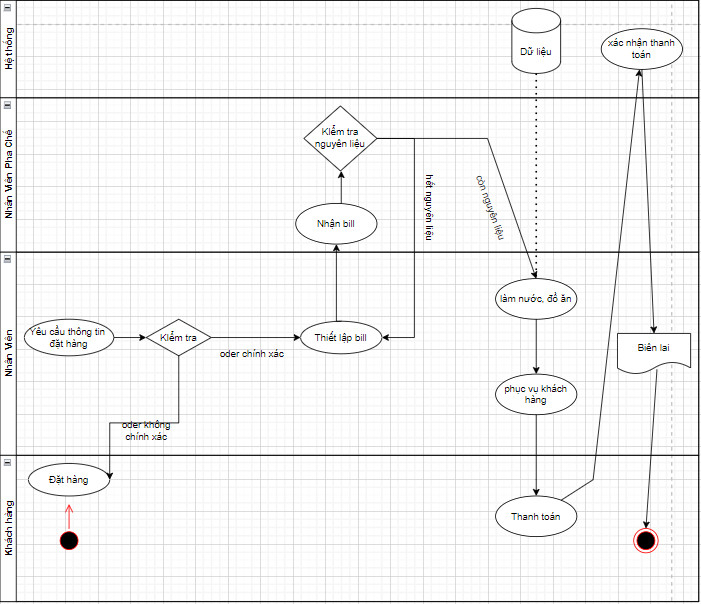 Hệ thống
Dữ liệu
xác nhận thanh
toán
Nhân Viên Pha Chế
Kiểm tra
nguyên liệu
Nhận bill
hết nguyên liệu
còn nguyên liệu
Nhân Viên
Yêu cầu thông tin
đặt hàng
Kiểm tra
oder chính xác
Thiết lập bill
làm nước, đồ ăn
Biên lai
phục vụ khách
hàng
oder không
chính xác
Khách hàng
Đặt hàng
Thanh toán